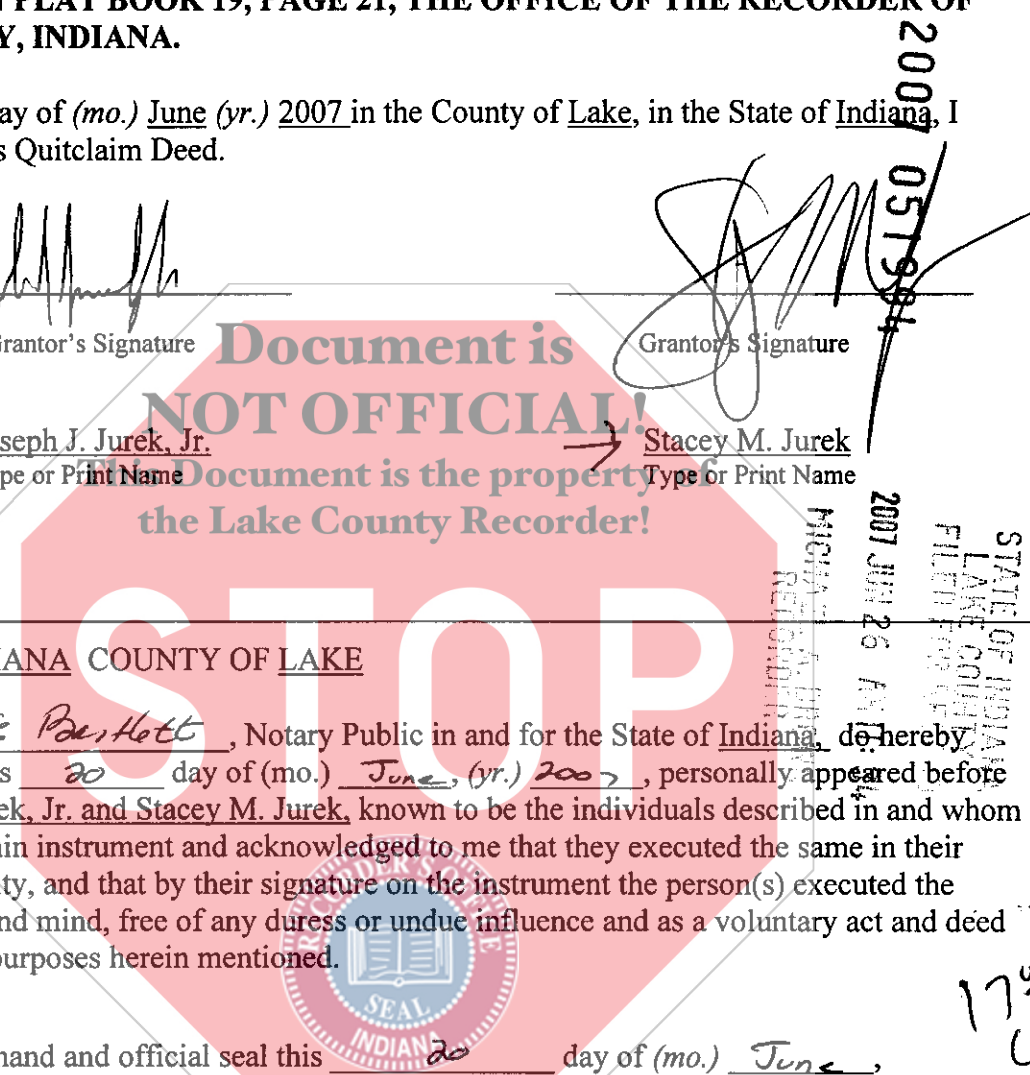 PLAT BOOK 19, PAGE 21, THE OFFICE OF THE RECORDER OF
Y, INDIANA.
ay of (mo.) June (yr.) 2007 in the County of Lake, in the State of Indiana, I
s Quitclaim Deed.
2007 051994
rantor's Signature
Grantor's Signature
Document is
NOT OFFICIAL!
This Document is the property of
the Lake County Recorder!
STOP
seph J. Jurek, Jr.
→ Stacey M. Jurek
pe or Print Name
Type or Print Name
STATE OF INDIANA
LAKE COUNTY
2007 JUN 26
IANA COUNTY OF LAKE
Bartlett, Notary Public in and for the State of Indiana, do hereby
s 20 day of (mo.) June, (yr.) 2007, personally appeared before
ek, Jr. and Stacey M. Jurek, known to be the individuals described in and whom
in instrument and acknowledged to me that they executed the same in their
ty, and that by their signature on the instrument the person(s) executed the
nd mind, free of any duress or undue influence and as a voluntary act and deed
purposes herein mentioned.
RECORDER'S OFFICE
SEAL
INDIANA
hand and official seal this 20 day of (mo.) June,